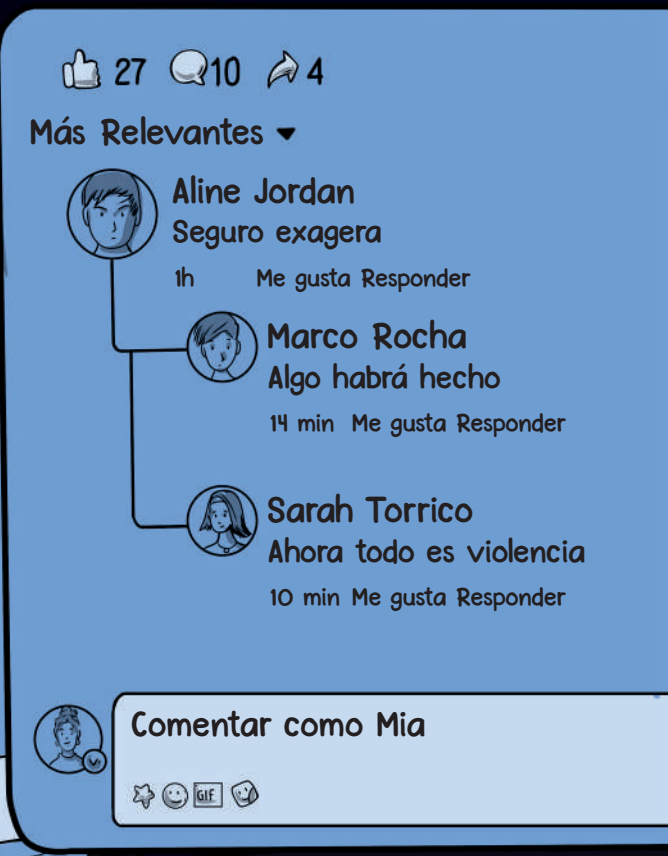 27 10 4
Más Relevantes
Aline Jordan
Seguro exagera
1h Me gusta Responder
Marco Rocha
Algo habrá hecho
14 min Me gusta Responder
Sarah Torrico
Ahora todo es violencia
10 min Me gusta Responder
Comentar como Mia
GIF